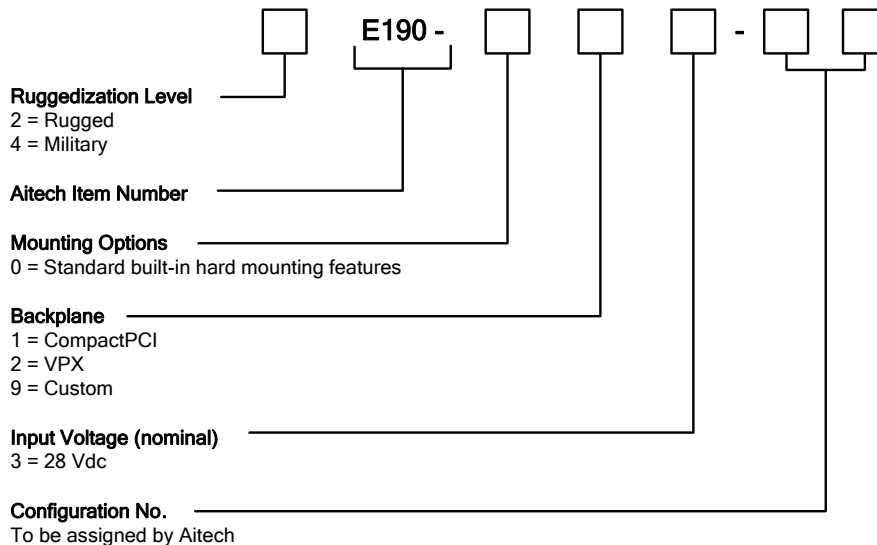 E190 - -
Ruggedization Level
2 = Rugged
4 = Military
Aitech Item Number
Mounting Options
0 = Standard built-in hard mounting features
Backplane
1 = CompactPCI
2 = VPX
9 = Custom
Input Voltage (nominal)
3 = 28 Vdc
Configuration No.
To be assigned by Aitech